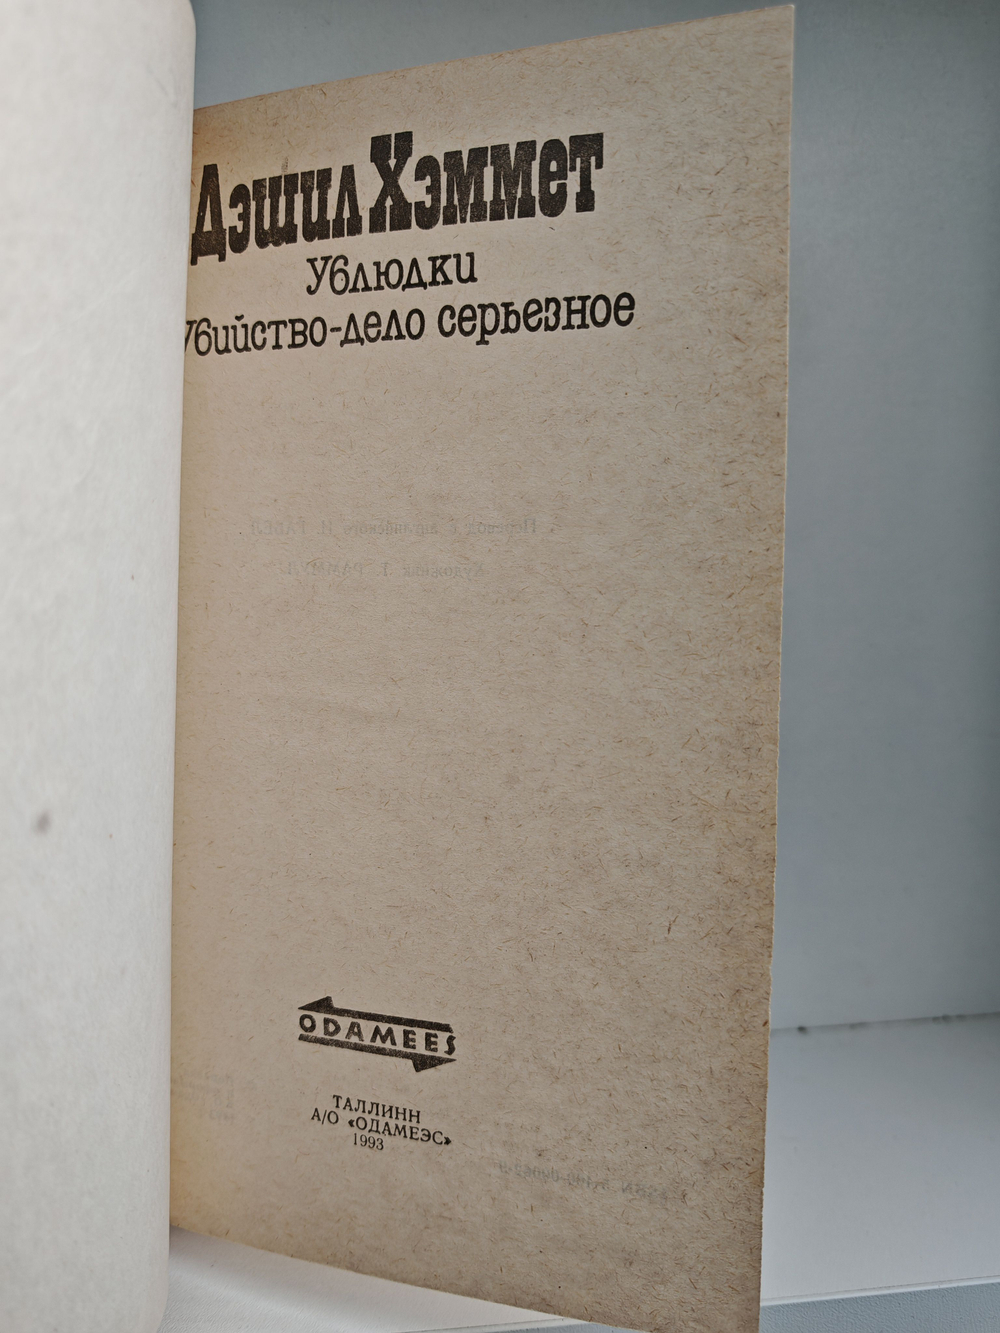 Дэшил Хэммет
Ублюдки
Убийство-дело серьезное
ODAMEES
ТАЛЛИНН
А/О «ОДАМЕЭС»
1993